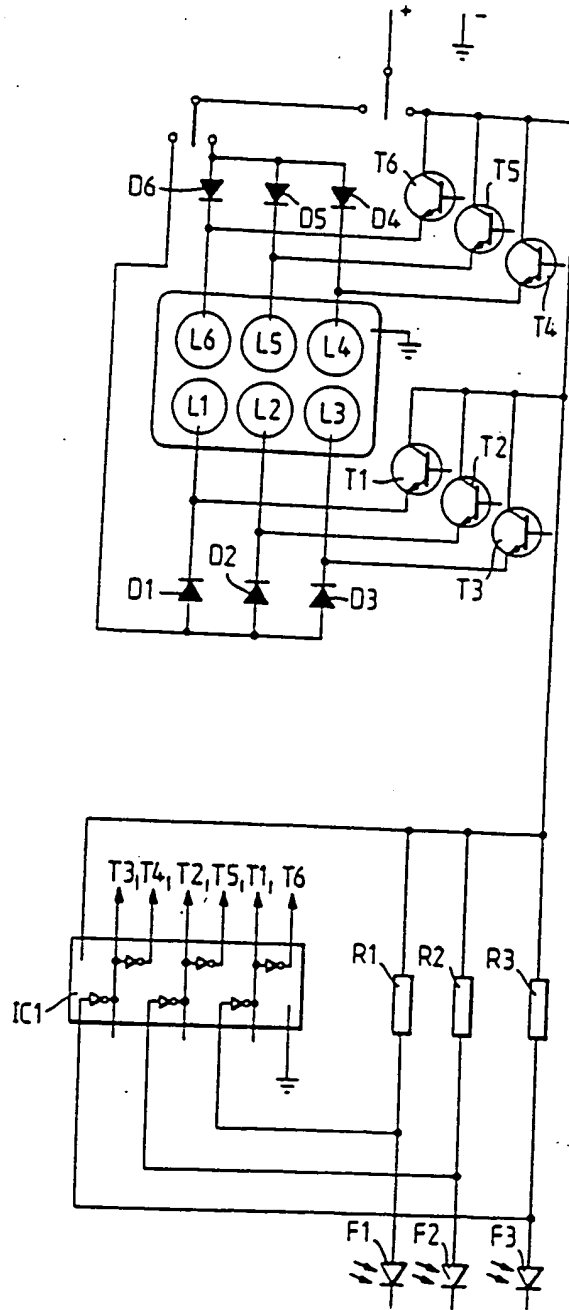 + -
T6 T5
D6 D5 D4
T4
L6 L5 L4
L1 L2 L3
T1 T2
T3
D1 D2 D3
T3, T4, T2, T5, T1, T6
R1 R2 R3
IC1
F1 F2 F3